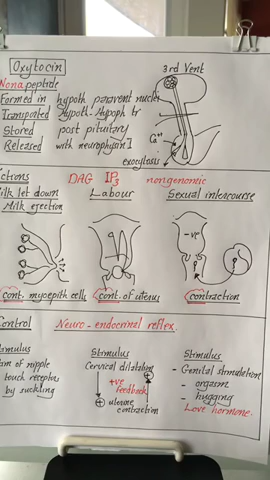 Oxytocin
3rd Vent
Nonapeptide
Formed in hypoth paravent nuclei
Transported Hypoth-Hypoph tr
Stored post pituitary
Released with neurophysin I
Ca++
exocytosis
ctions DAG IP3 nongenomic
Milk let down Labour Sexual intercourse
Milk ejection
-ve
cont. myoepith cells cont. of uterus contraction
Control Neuro-endocrinal reflex.
Stimulus Stimulus
Cervical dilatation
of nipple
touch receptors
by suckling
+ve
feedback
⊕ ⊕ uterine
contraction
Stimulus
- Genital stimulation
- orgasm
- hugging
Love hormone.